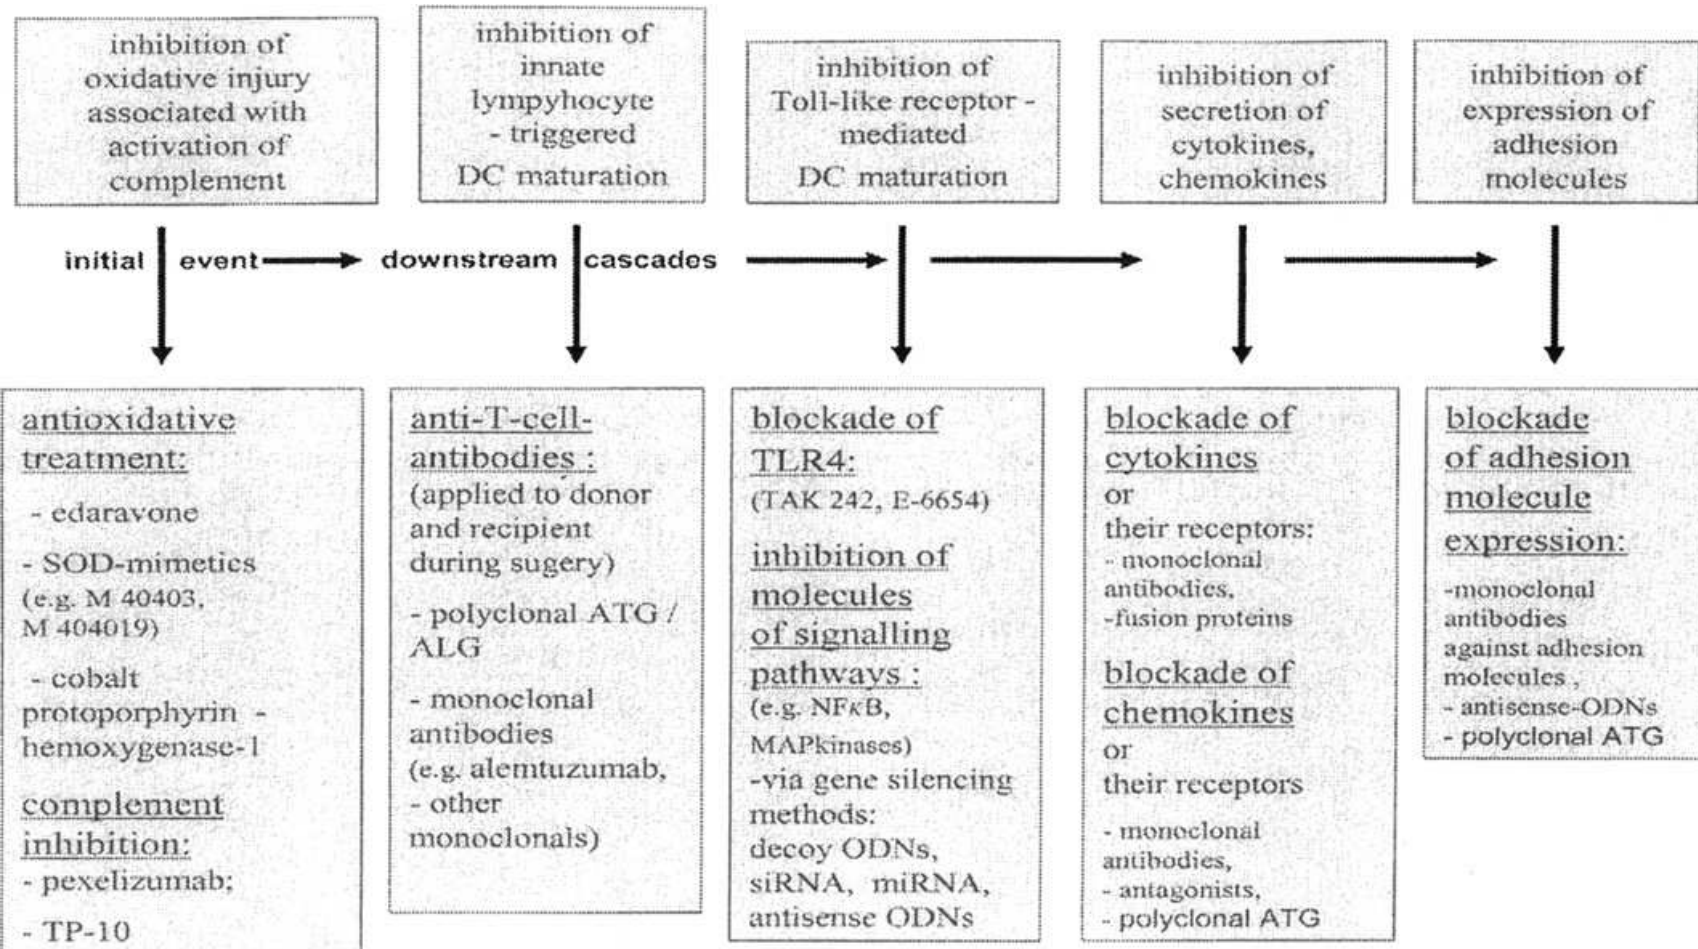 inhibition of
oxidative injury
associated with
activation of
complement
inhibition of
innate
lympyhocyte
- triggered
DC maturation
inhibition of
Toll-like receptor -
mediated
DC maturation
inhibition of
secretion of
cytokines,
chemokines
inhibition of
expression of
adhesion
molecules
initial event downstream cascades
antioxidative
treatment:
- edaravone
- SOD-mimetics
(e.g. M 40403,
M 404019)
- cobalt
protoporphyrin -
hemoxygenase-1
complement
inhibition:
- pexelizumab;
- TP-10
anti-T-cell-
antibodies :
(applied to donor
and recipient
during sugery)
- polyclonal ATG /
ALG
- monoclonal
antibodies
(e.g. alemtuzumab,
- other
monoclonals)
blockade of
TLR4:
(TAK 242, E-6654)
inhibition of
molecules
of signalling
pathways :
(e.g. NFκB,
MAPkinases)
-via gene silencing
methods:
decoy ODNs,
siRNA, miRNA,
antisense ODNs
blockade of
cytokines
or
their receptors:
- monoclonal
antibodies,
-fusion proteins
blockade of
chemokines
or
their receptors
- monoclonal
antibodies,
- antagonists,
- polyclonal ATG
blockade
of adhesion
molecule
expression:
-monoclonal
antibodies
against adhesion
molecules ,
- antisense-ODNs
- polyclonal ATG